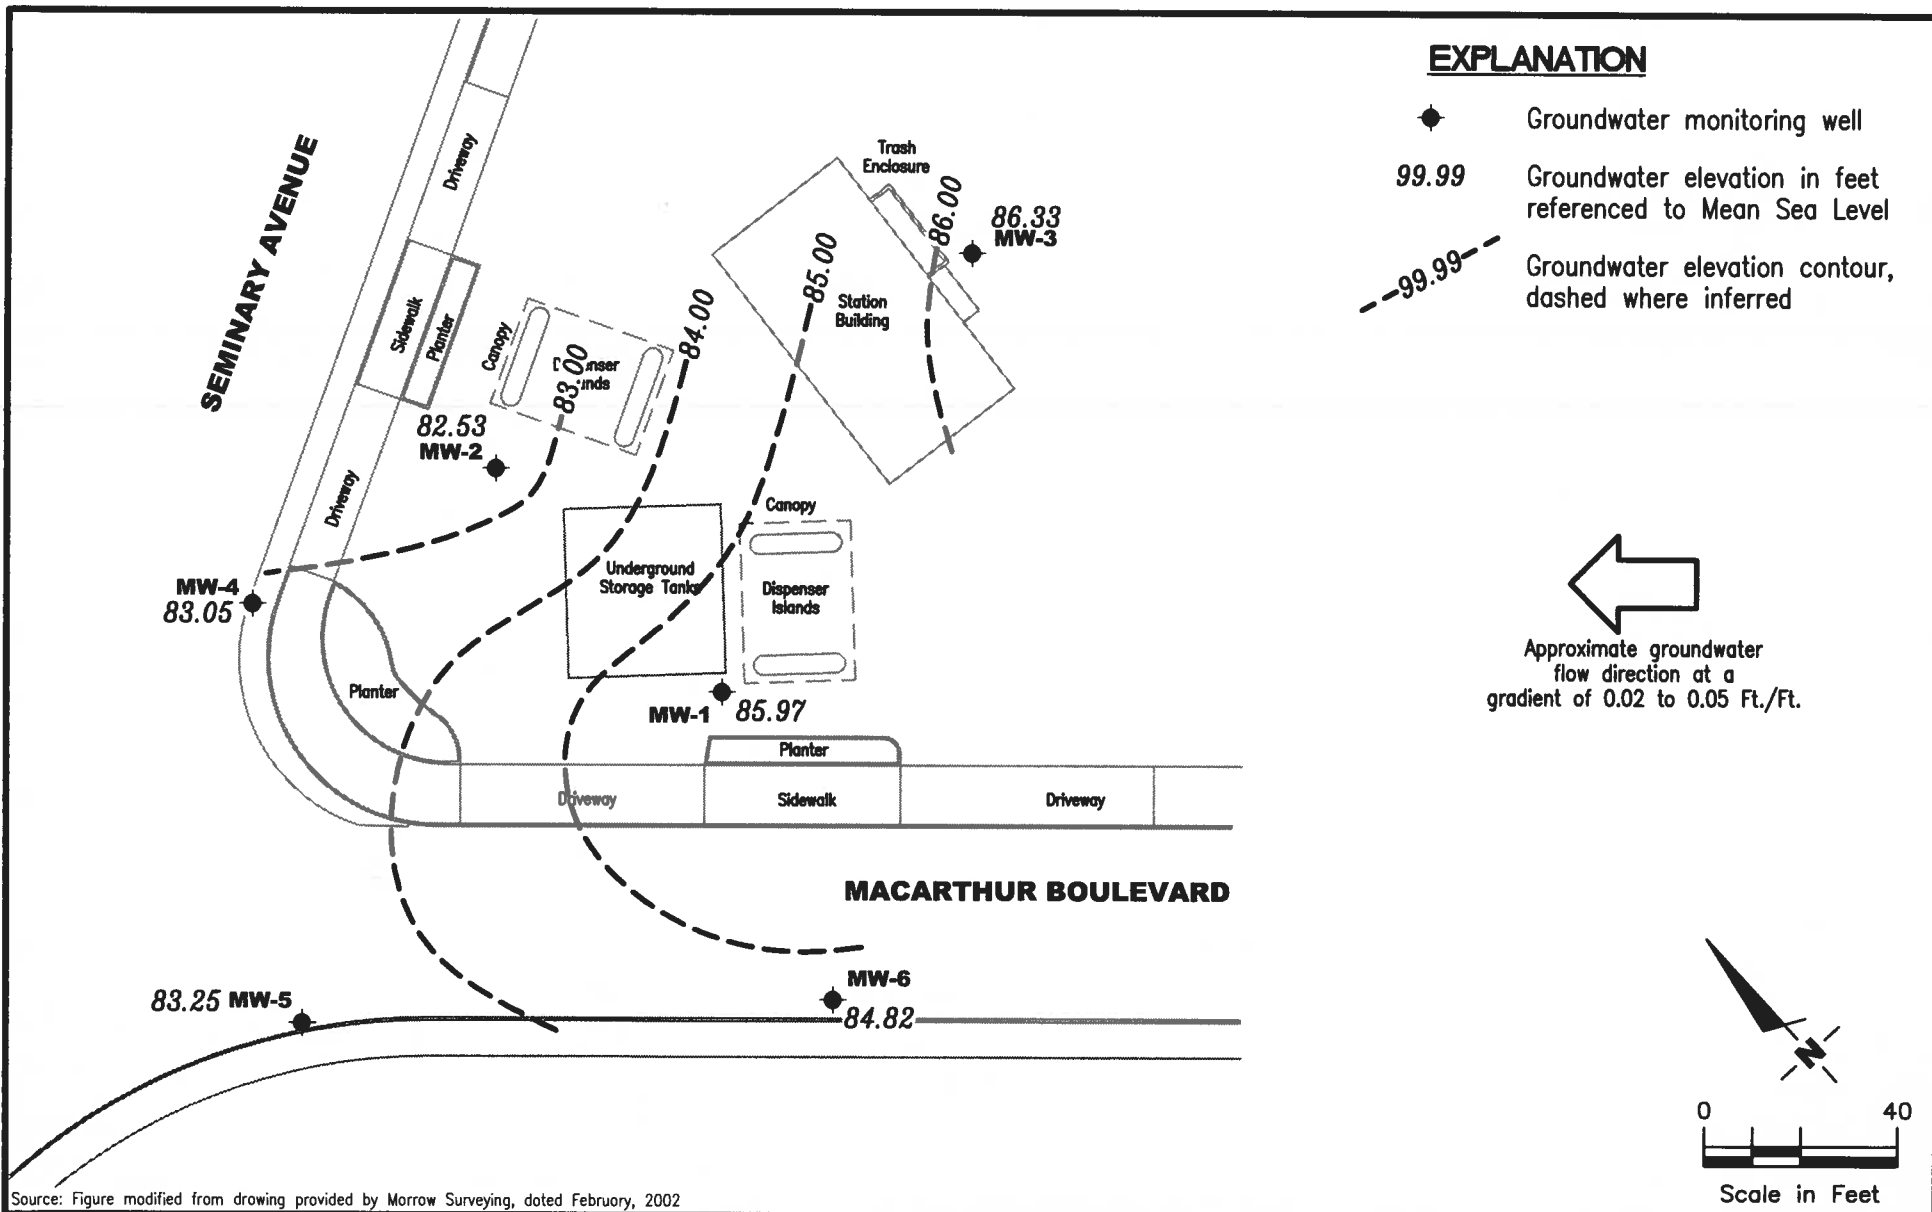 EXPLANATION
Groundwater monitoring well
99.99
Groundwater elevation in feet
referenced to Mean Sea Level
99.99
Groundwater elevation contour,
dashed where inferred
SEMINARY AVENUE
Driveway
Sidewalk
Planter
Driveway
Canopy
83.00
84.00
85.00
86.00
Trash
Enclosure
86.33
MW-3
Station
Building
82.53
MW-2
Canopy
Underground
Storage Tanks
Dispenser
Islands
MW-4
83.05
Planter
MW-1
85.97
Planter
Driveway
Sidewalk
Driveway
MACARTHUR BOULEVARD
83.25 MW-5
MW-6
84.82
Approximate groundwater
flow direction at a
gradient of 0.02 to 0.05 Ft./Ft.
N
0 40
Scale in Feet
Source: Figure modified from drowing provided by Morrow Surveying, doted February, 2002